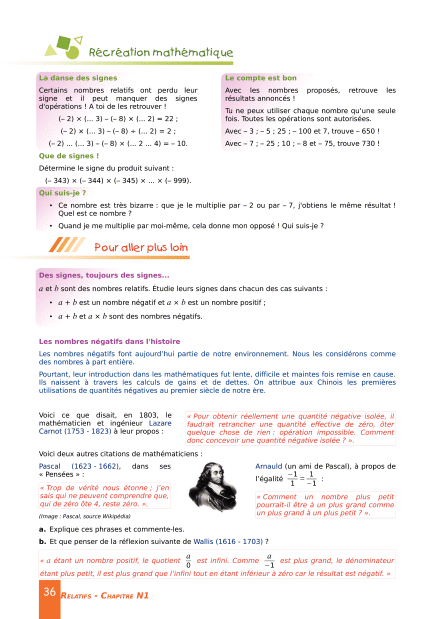 Récréation mathématique
La danse des signes
Certains nombres relatifs ont perdu leur
signe et il peut manquer des signes
d'opérations ! A toi de les retrouver !
(– 2) × (... 3) – (– 8) × (... 2) = 22 ;
(– 2) × (... 3) – (– 8) ÷ (... 2) = 2 ;
(– 2) ... (... 3) – (– 8) × (... 2 ... 4) = – 10.
Que de signes !
Détermine le signe du produit suivant :
(– 343) × (– 344) × (– 345) × ... × (– 999).
Le compte est bon
Avec les nombres proposés, retrouve les
résultats annoncés !
Tu ne peux utiliser chaque nombre qu'une seule
fois. Toutes les opérations sont autorisées.
Avec – 3 ; – 5 ; 25 ; – 100 et 7, trouve – 650 !
Avec – 7 ; – 25 ; 10 ; – 8 et – 75, trouve 730 !
Qui suis-je ?
• Ce nombre est très bizarre : que je le multiplie par – 2 ou par – 7, j'obtiens le même résultat !
Quel est ce nombre ?
• Quand je me multiplie par moi-même, cela donne mon opposé ! Qui suis-je ?
Pour aller plus loin
Des signes, toujours des signes...
a et b sont des nombres relatifs. Étudie leurs signes dans chacun des cas suivants :
• a + b est un nombre négatif et a × b est un nombre positif ;
• a + b et a × b sont des nombres négatifs.
Les nombres négatifs dans l'histoire
Les nombres négatifs font aujourd'hui partie de notre environnement. Nous les considérons comme
des nombres à part entière.
Pourtant, leur introduction dans les mathématiques fut lente, difficile et maintes fois remise en cause.
Ils naissent à travers les calculs de gains et de dettes. On attribue aux Chinois les premières
utilisations de quantités négatives au premier siècle de notre ère.
Voici ce que disait, en 1803, le
mathématicien et ingénieur Lazare
Carnot (1753 - 1823) à leur propos :
« Pour obtenir réellement une quantité négative isolée, il
faudrait retrancher une quantité effective de zéro, ôter
quelque chose de rien : opération impossible. Comment
donc concevoir une quantité négative isolée ? ».
Voici deux autres citations de mathématiciens :
Pascal (1623 - 1662), dans ses
« Pensées » :
« Trop de vérité nous étonne ; j'en
sais qui ne peuvent comprendre que,
qui de zéro ôte 4, reste zéro. ».
(Image : Pascal, source Wikipédia)
Arnauld (un ami de Pascal), à propos de
l'égalité −1/1 = 1/−1 :
« Comment un nombre plus petit
pourrait-il être à un plus grand comme
un plus grand à un plus petit ? ».
a. Explique ces phrases et commente-les.
b. Et que penser de la réflexion suivante de Wallis (1616 - 1703) ?
« a étant un nombre positif, le quotient a/0 est infini. Comme a/−1 est plus grand, le dénominateur
étant plus petit, il est plus grand que l'infini tout en étant inférieur à zéro car le résultat est négatif. »
36 RELATIFS - CHAPITRE N1